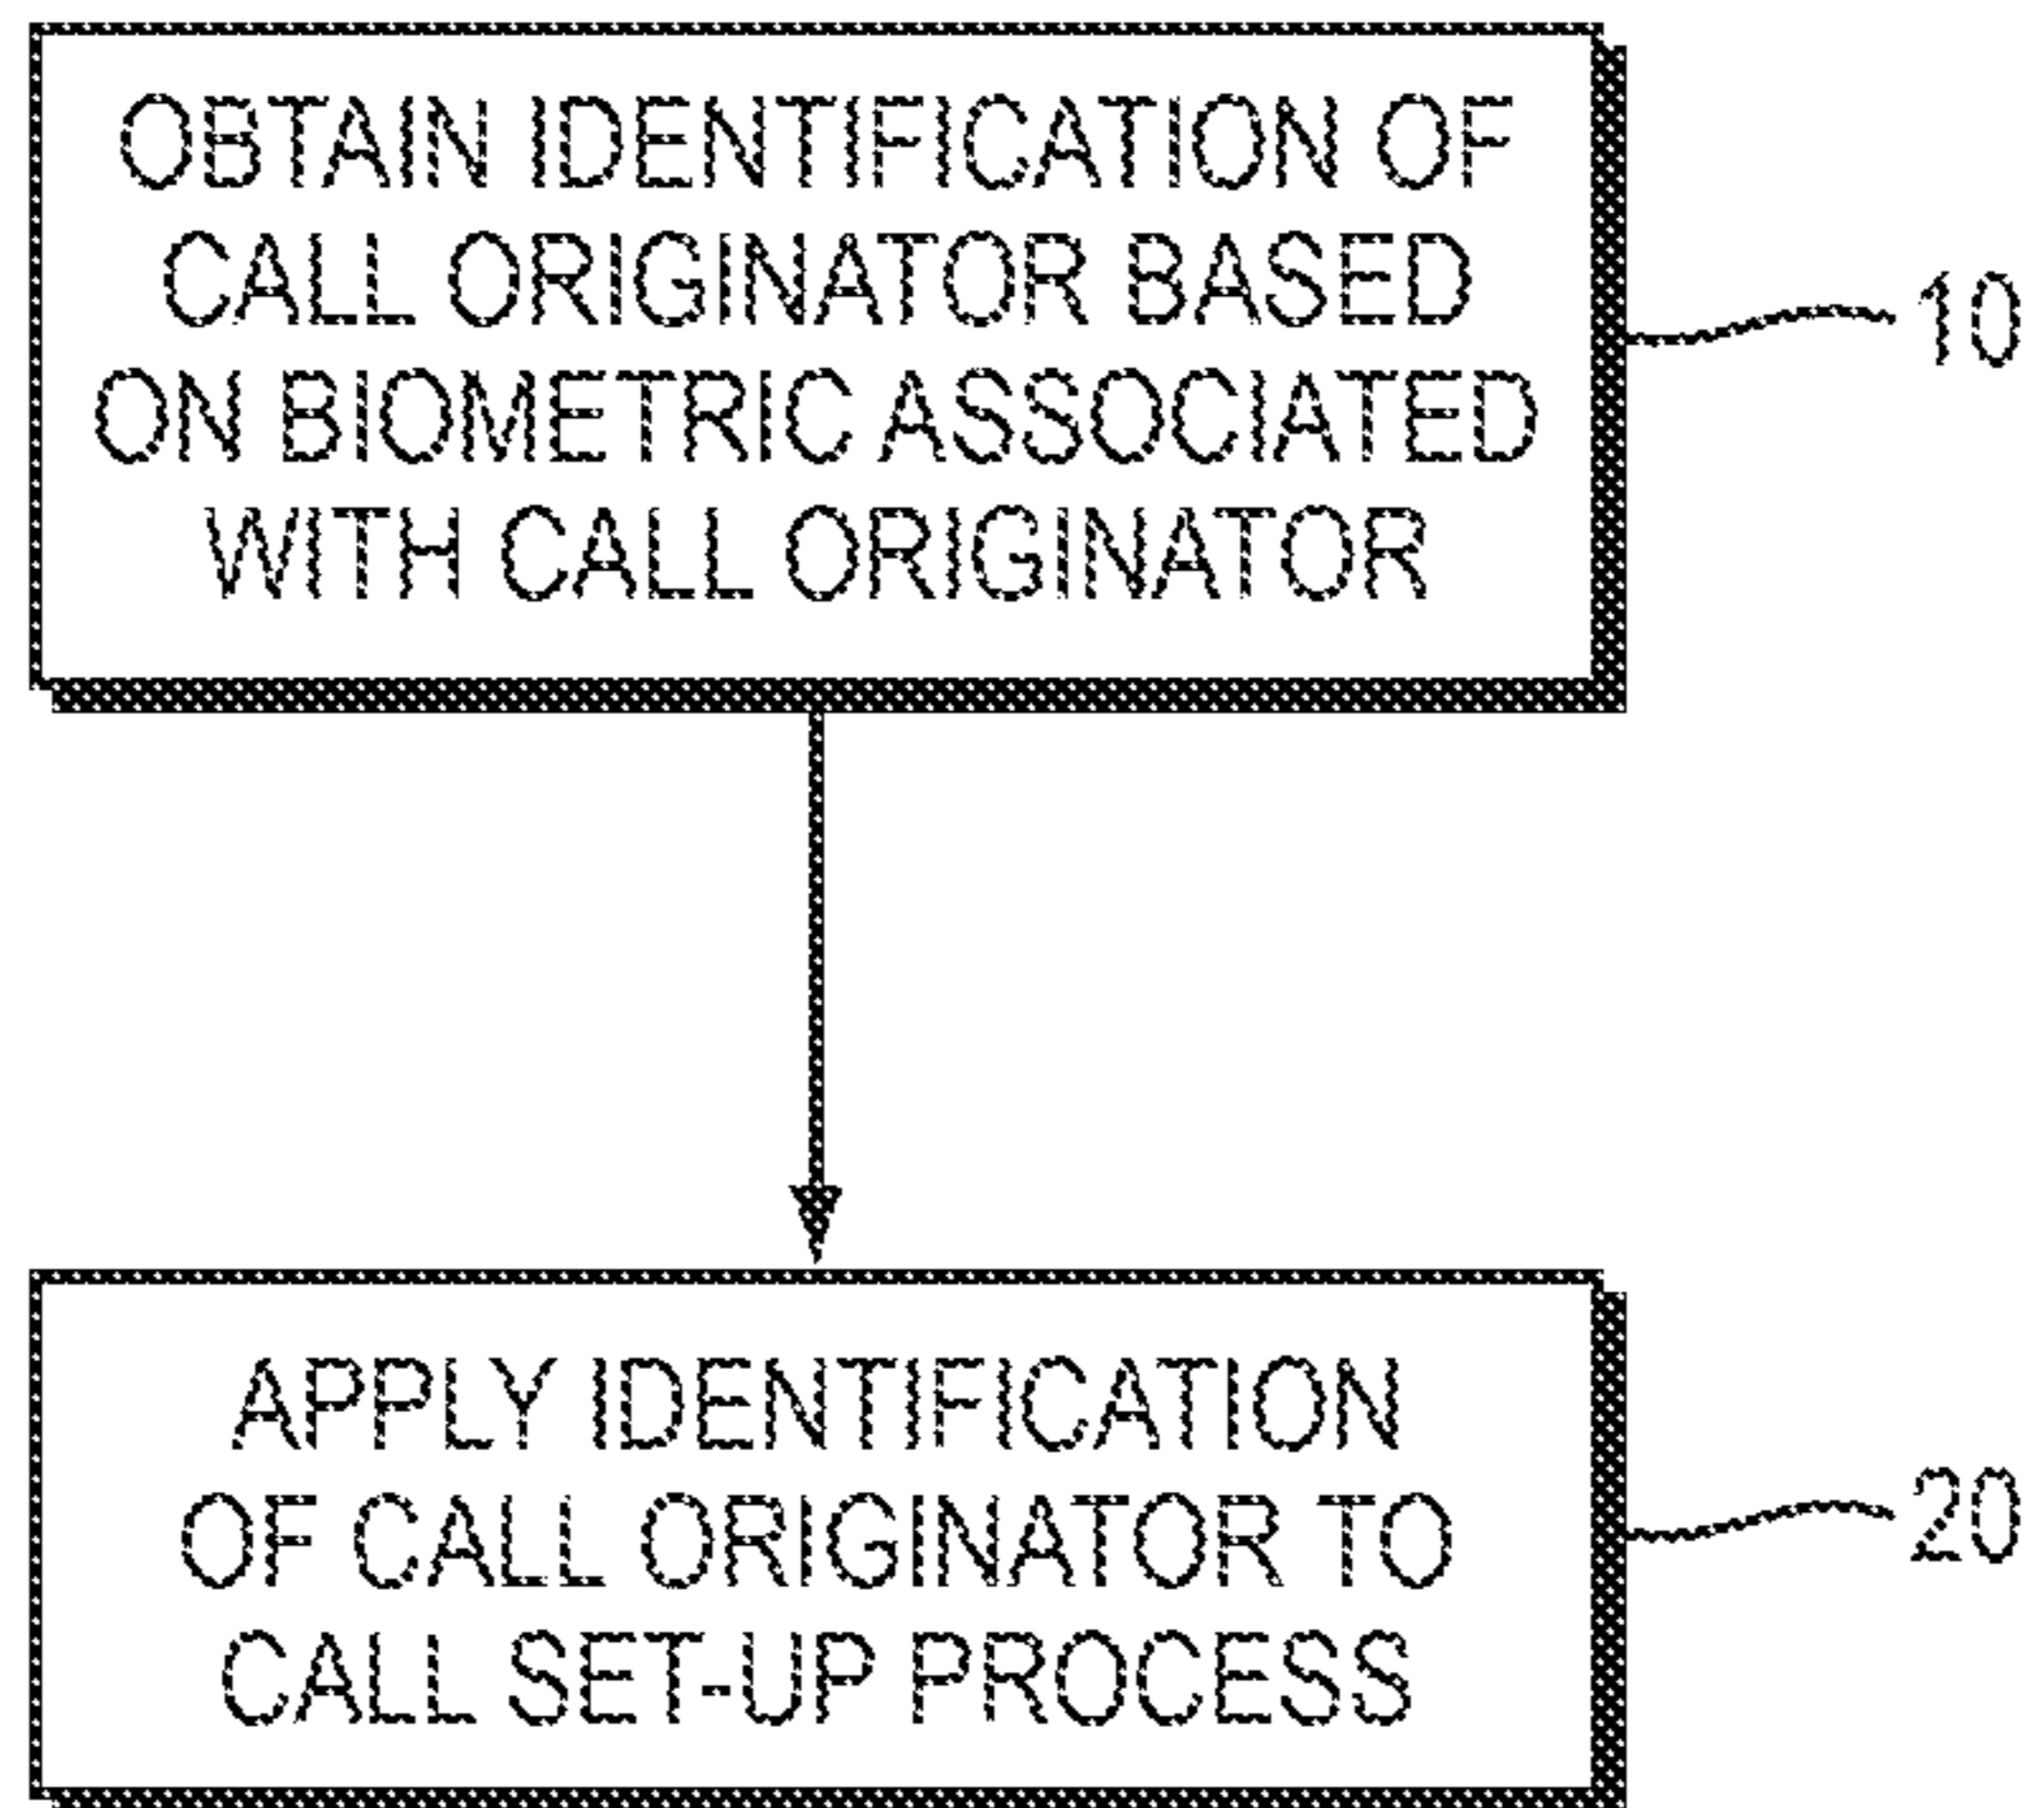 OBTAIN IDENTIFICATION OF
CALL ORIGINATOR BASED
ON BIOMETRIC ASSOCIATED
WITH CALL ORIGINATOR
10
APPLY IDENTIFICATION
OF CALL ORIGINATOR TO
CALL SET-UP PROCESS
20